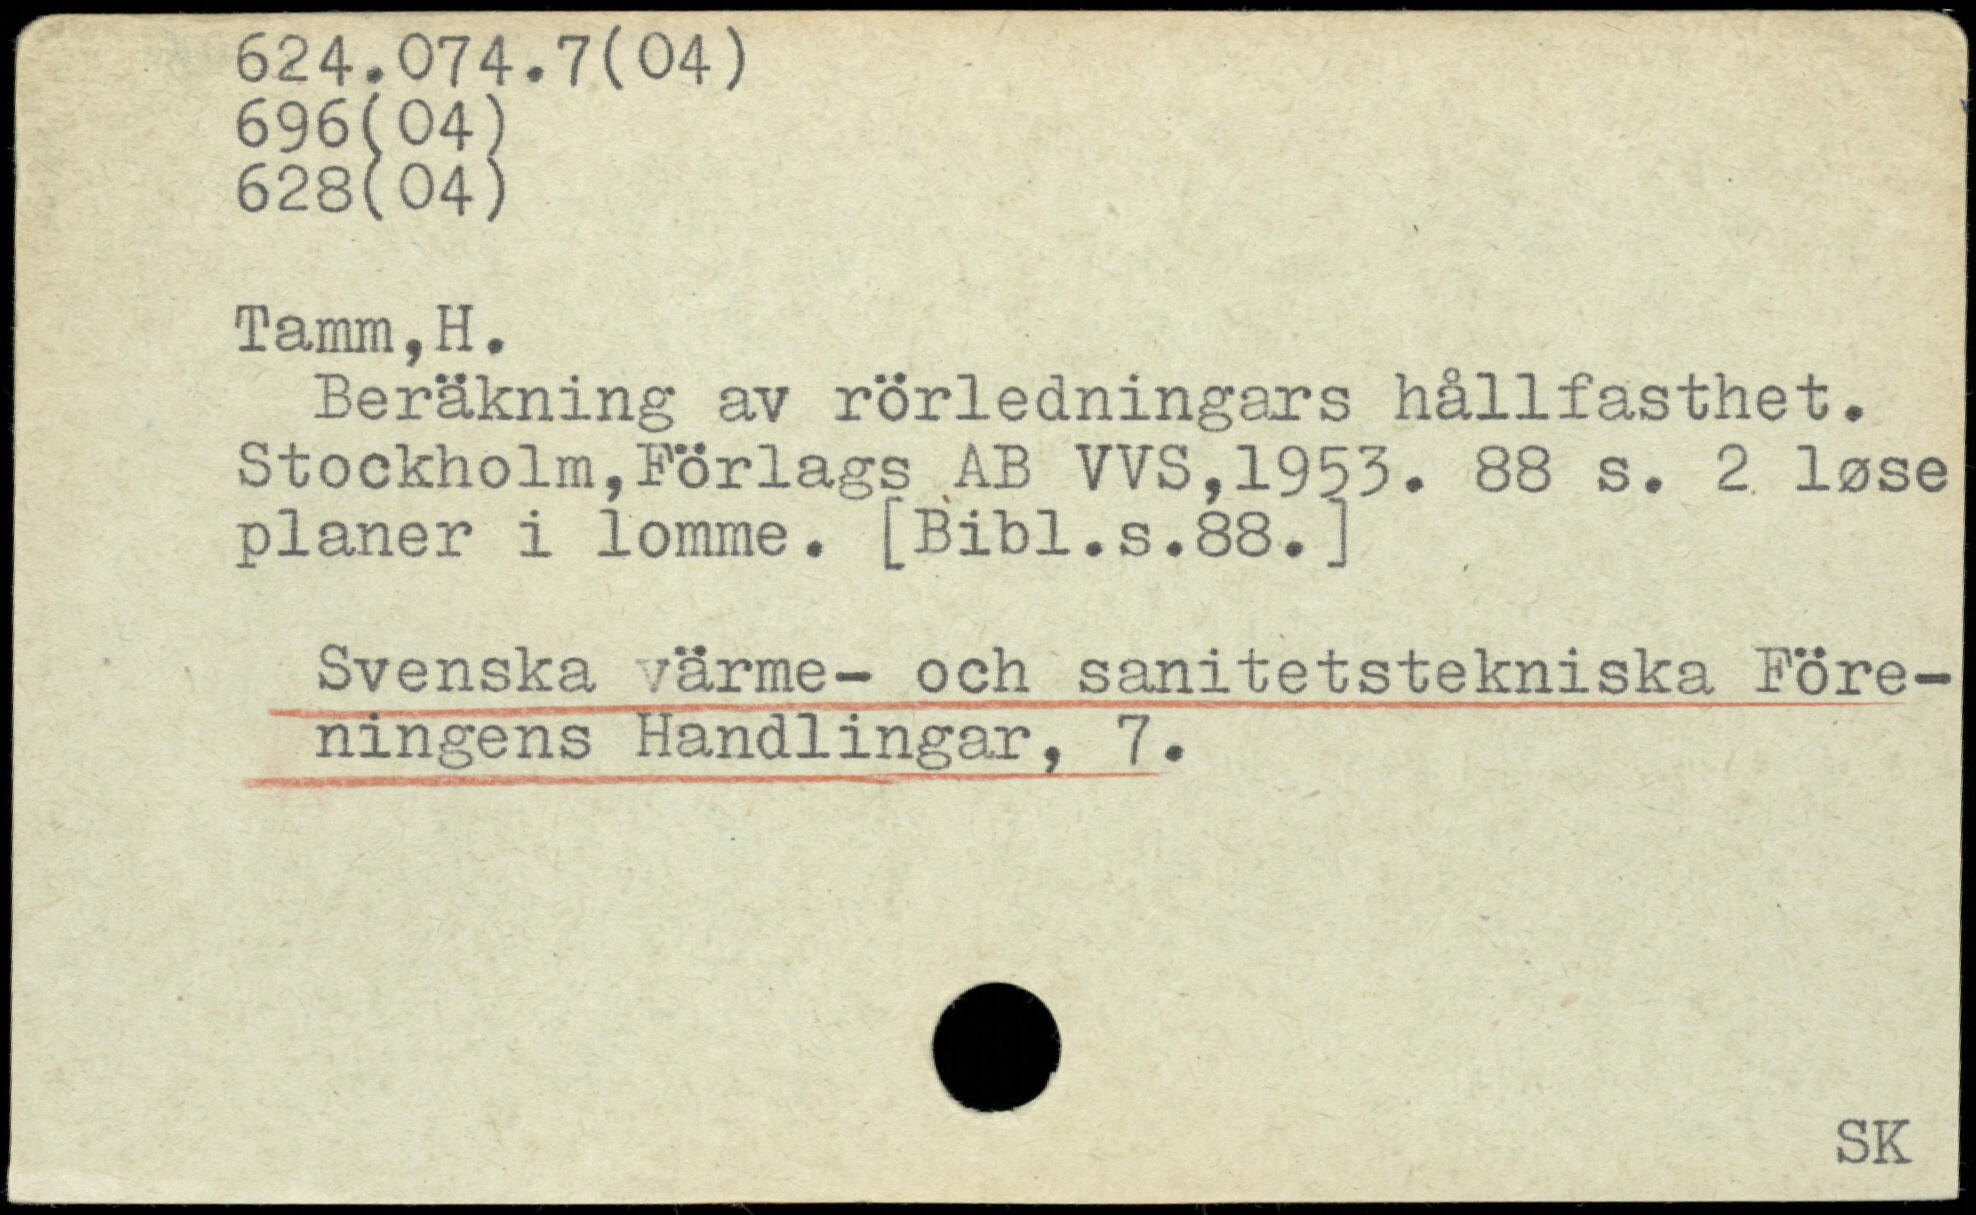 624.074.7(04)
696(04)
628(04)
Tamm,H.
Beräkning av rörledningars hållfasthet.
Stockholm,Förlags AB VVS,1953. 88 s. 2 løse
planer i lomme. [Bibl.s.88.]
Svenska värme- och sanitetstekniska Före-
ningens Handlingar, 7.
SK